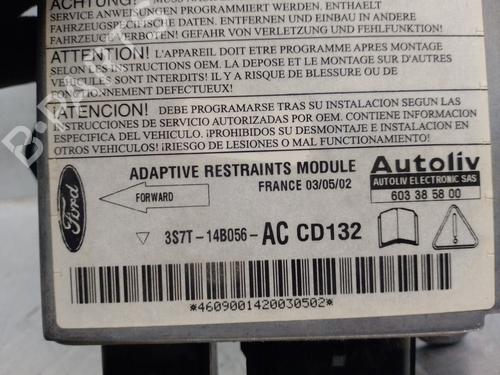 SERVICE ANWEISUNGEN PROGRAMMIERT WERDEN, ENTHAELT
FAHRZEUGSPEZIFISCHE DATEN. ENTFERNEN UND EINBAU IN ANDERE
FAHRZEUGE VERBOTEN! GEFAHR VON VERLETZUNG UND FEHLFUNKTION!
ATTENTION! L'APPAREIL DOIT ETRE PROGRAMME APRES MONTAGE
SELON LES INSTRUCTIONS OEM. LA DEPOSE ET LE MONTAGE SUR D'AUTRES
VEHICULES SONT INTERDITS! IL Y A RISQUE DE BLESSURE OU DE
FONCTIONNEMENT DEFECTUEUX!
ATENCION! DEBE PROGRAMARSE TRAS SU INSTALACION SEGUN LAS
INSTRUCCIONES DE SERVICIO AUTORIZADAS POR OEM. CONTIENE INFORMACION
ESPECIFICA DEL VEHICULO. ¡PROHIBIDOS SU DESMONTAJE E INSTALACION EN
OTROS VEHICULOS! ¡RIESGO DE LESIONES O MAL FUNCIONAMIENTO!
Ford
FORWARD
ADAPTIVE RESTRAINTS MODULE
FRANCE 03/05/02
Autoliv
AUTOLIV ELECTRONIC SAS
603 38 58 00
3S7T-14B056-AC CD132
*4609001420030502*